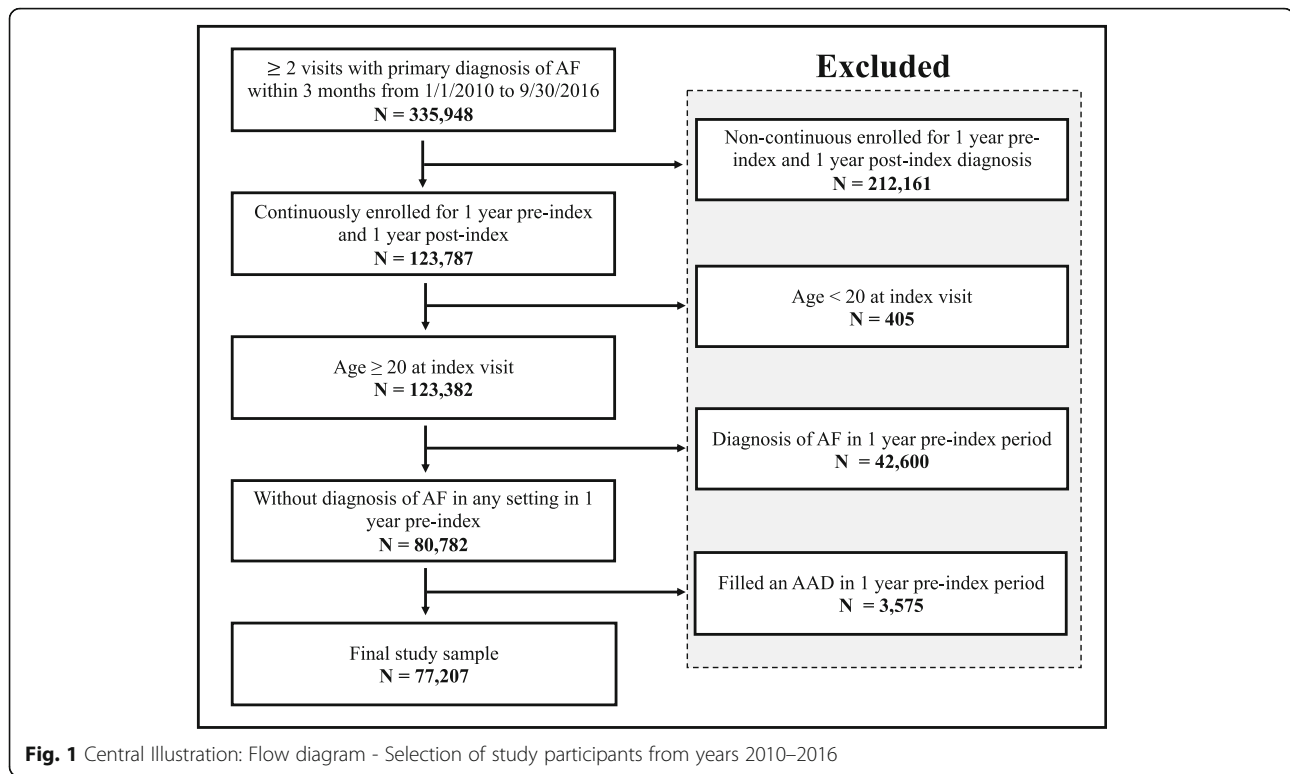 ≥ 2 visits with primary diagnosis of AF
within 3 months from 1/1/2010 to 9/30/2016
N = 335,948
Excluded
Non-continuous enrolled for 1 year pre-
index and 1 year post-index diagnosis
N = 212,161
Continuously enrolled for 1 year pre-index
and 1 year post-index
N = 123,787
Age < 20 at index visit
N = 405
Age ≥ 20 at index visit
N = 123,382
Diagnosis of AF in 1 year pre-index period
N = 42,600
Without diagnosis of AF in any setting in 1
year pre-index
N = 80,782
Filled an AAD in 1 year pre-index period
N = 3,575
Final study sample
N = 77,207
Fig. 1 Central Illustration: Flow diagram - Selection of study participants from years 2010–2016